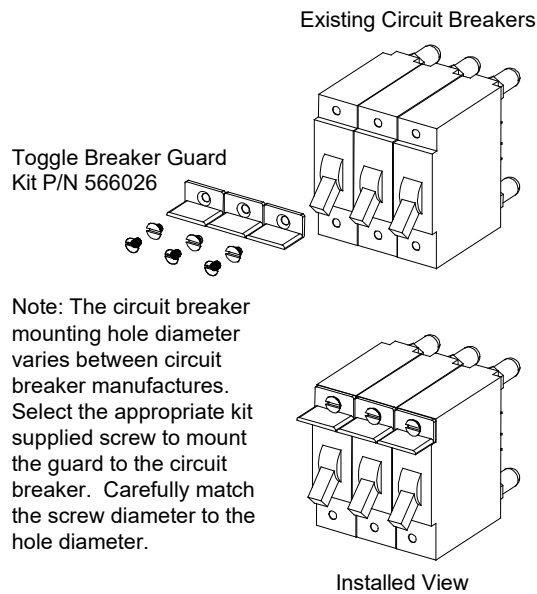 Existing Circuit Breakers
Toggle Breaker Guard
Kit P/N 566026
Note: The circuit breaker
mounting hole diameter
varies between circuit
breaker manufactures.
Select the appropriate kit
supplied screw to mount
the guard to the circuit
breaker.  Carefully match
the screw diameter to the
hole diameter.
Installed View